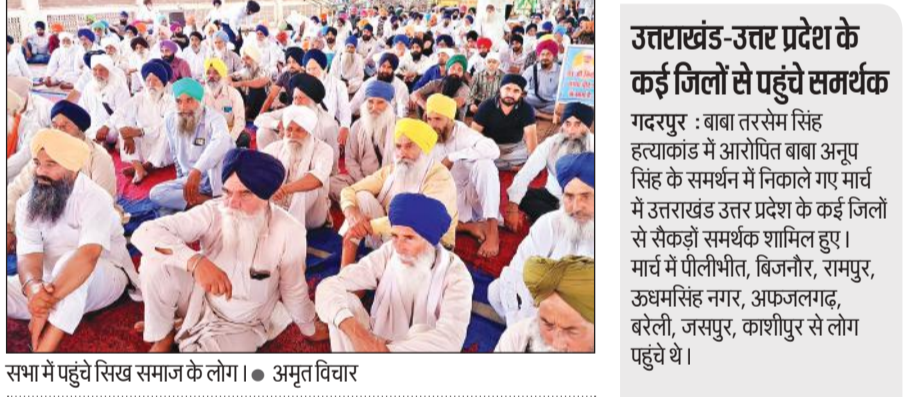 सभा में पहुंचे सिख समाज के लोग। ● अमृत विचार
उत्तराखंड-उत्तर प्रदेश के
कई जिलों से पहुंचे समर्थक
गदरपुर : बाबा तरसेम सिंह
हत्याकांड में आरोपित बाबा अनूप
सिंह के समर्थन में निकाले गए मार्च
में उत्तराखंड उत्तर प्रदेश के कई जिलों
से सैकड़ों समर्थक शामिल हुए।
मार्च में पीलीभीत, बिजनौर, रामपुर,
ऊधमसिंह नगर, अफजलगढ़,
बरेली, जसपुर, काशीपुर से लोग
पहुंचे थे।